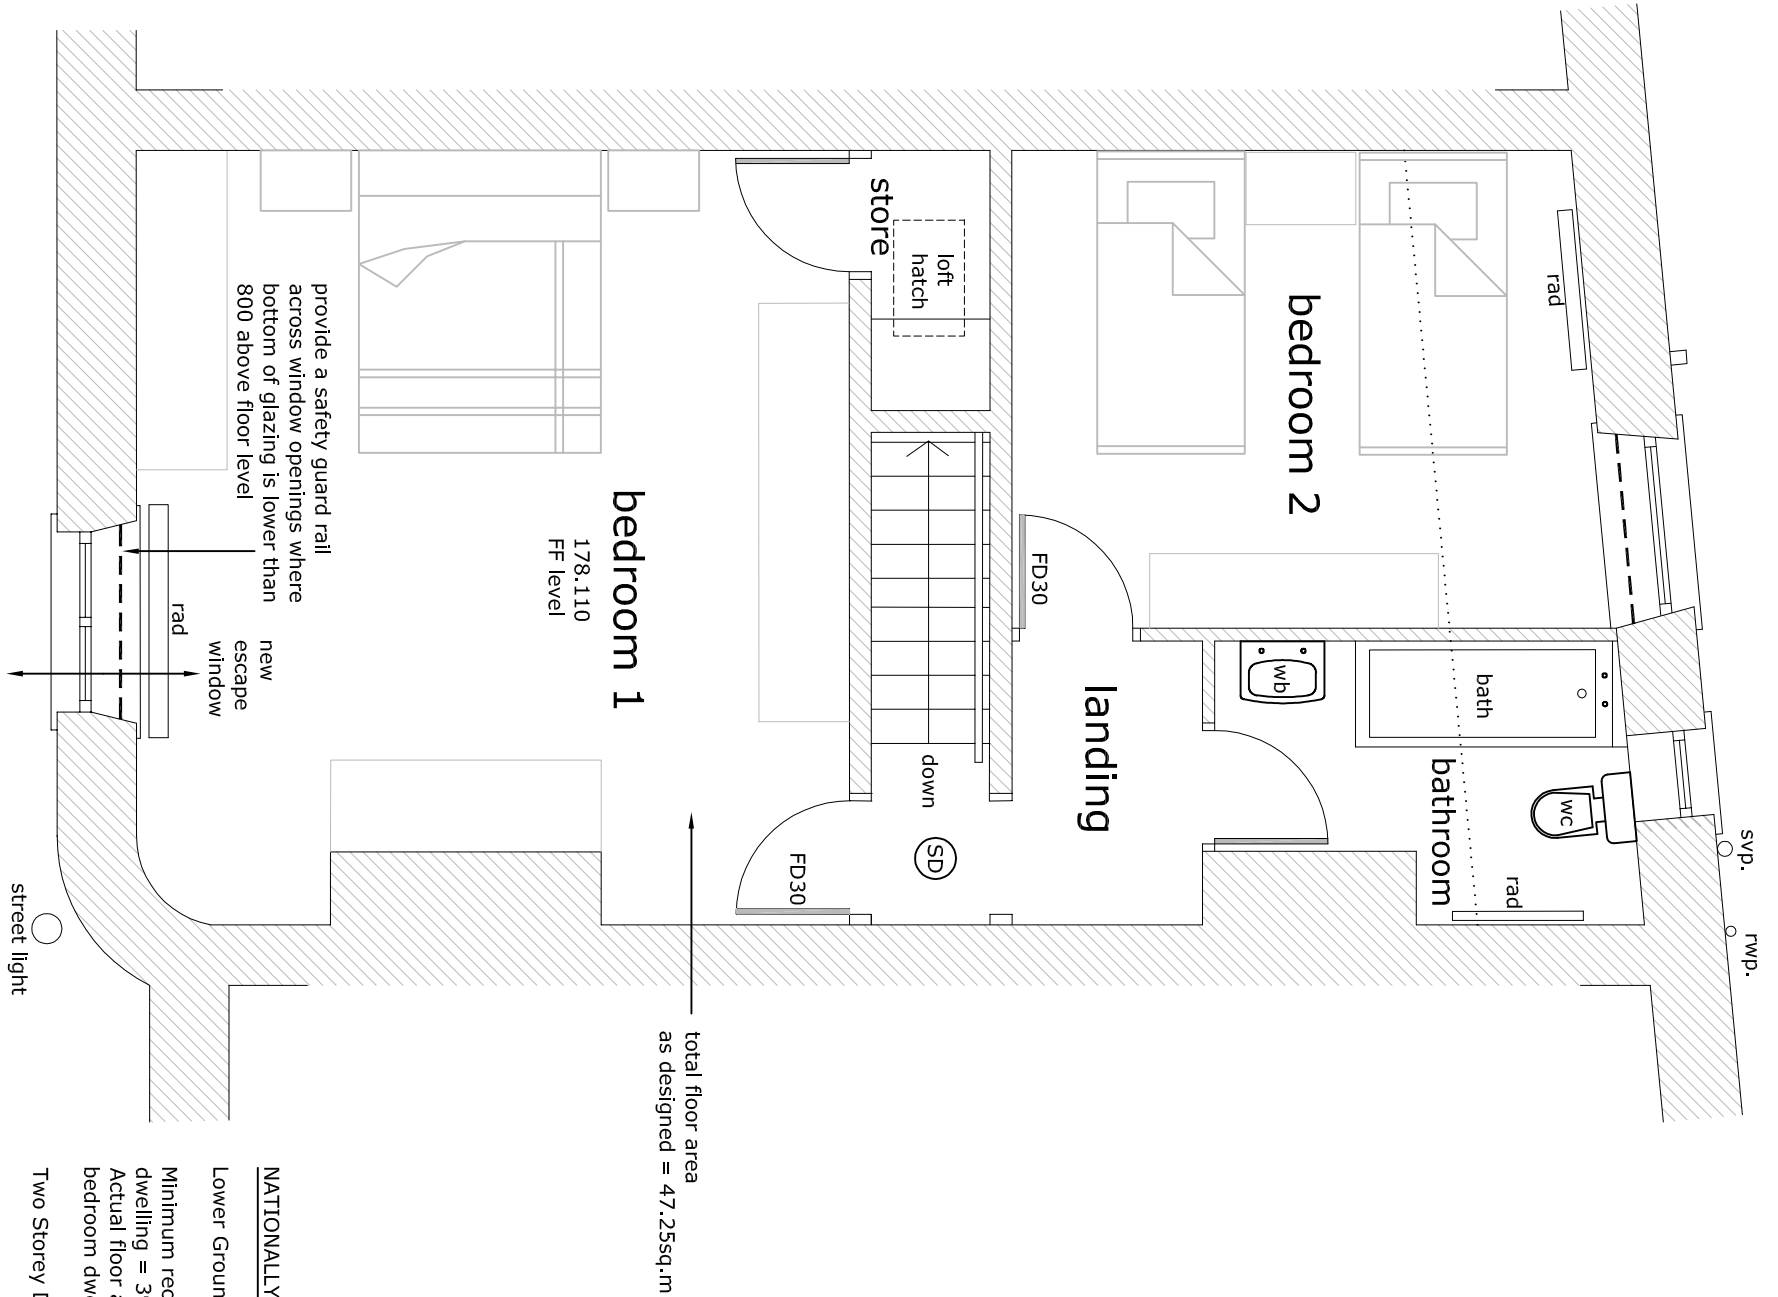 store
loft
hatch
rad
bedroom 2
provide a safety guard rail
across window openings where
bottom of glazing is lower than
800 above floor level
bedroom 1
178.110
FF level
FD30
rad
new
escape
window
wb
bath
landing
down
bathroom
wc
SD
FD30
rad
svp.
rwp.
street light
total floor area
as designed = 47.25sq.m
NATIONALLY
Lower Groun
Minimum rec
dwelling = 3
Actual floor
bedroom dwe
Two Storey